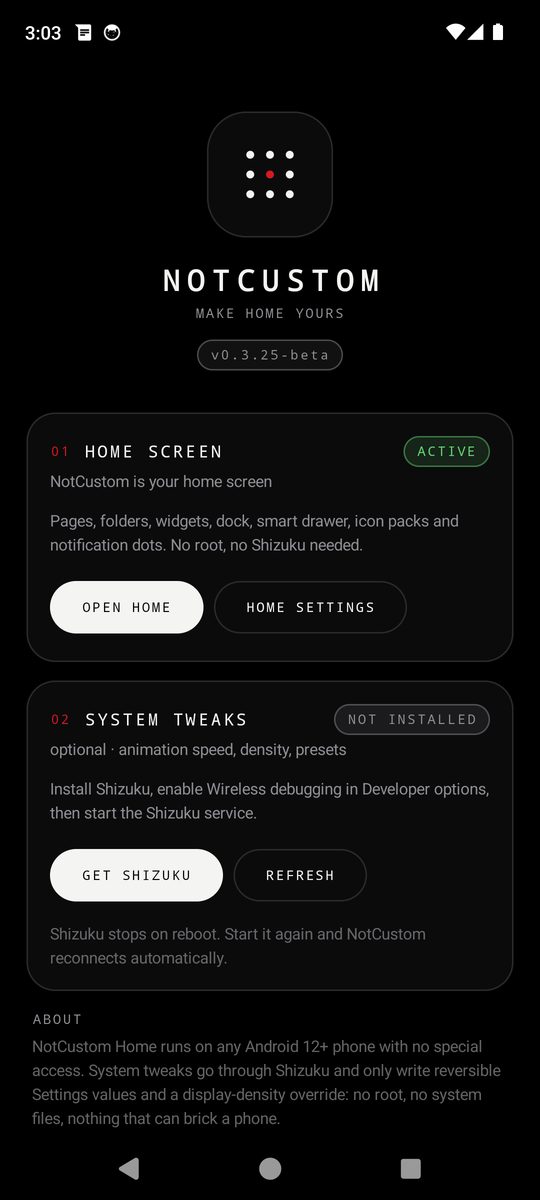 3:03
NOTCUSTOM
MAKE HOME YOURS
v0.3.25-beta
01 HOME SCREEN
ACTIVE
NotCustom is your home screen
Pages, folders, widgets, dock, smart drawer, icon packs and
notification dots. No root, no Shizuku needed.
OPEN HOME
HOME SETTINGS
02 SYSTEM TWEAKS
NOT INSTALLED
optional · animation speed, density, presets
Install Shizuku, enable Wireless debugging in Developer options,
then start the Shizuku service.
GET SHIZUKU
REFRESH
Shizuku stops on reboot. Start it again and NotCustom
reconnects automatically.
ABOUT
NotCustom Home runs on any Android 12+ phone with no special
access. System tweaks go through Shizuku and only write reversible
Settings values and a display-density override: no root, no system
files, nothing that can brick a phone.